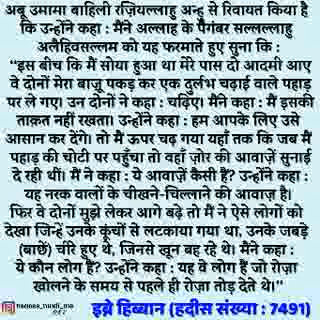 अबू उमामा बाहिली रज़ियल्लाहु अन्हु से रिवायत किया है
कि उन्होंने कहा : मैंने अल्लाह के पैगंबर सल्लल्लाहु
अलैहिवसल्लम को यह फरमाते हुए सुना कि :
“इस बीच कि मैं सोया हुआ था मेरे पास दो आदमी आए
वे दोनों मेरा बाज़ू पकड़ कर एक दुर्लभ चढ़ाई वाले पहाड़
पर ले गए। उन दोनों ने कहा : चढ़िए। मैंने कहा : मैं इसकी
ताक़त नहीं रखता। उन्होंने कहा : हम आपके लिए उसे
आसान कर देंगे। तो मैं ऊपर चढ़ गया यहाँ तक कि जब मैं
पहाड़ की चोटी पर पहुँचा तो वहाँ ज़ोर की आवाज़ें सुनाई
दे रही थीं। मैं ने कहा : ये आवाज़ें कैसी हैं? उन्होंने कहा :
यह नरक वालों के चीखने-चिल्लाने की आवाज़ है।
फिर वे दोनों मुझे लेकर आगे बढ़े तो मैं ने ऐसे लोगों को
देखा जिन्हें उनके कूंचों से लटकाया गया था, उनके जबड़े
(बाछें) चीरे हुए थे, जिनसे खून बह रहे थे। मैंने कहा :
ये कौन लोग हैं? उन्होंने कहा : यह वे लोग हैं जो रोज़ा
खोलने के समय से पहले ही रोज़ा तोड़ देते थे।”
इब्ने हिब्बान (हदीस संख्या : 7491)